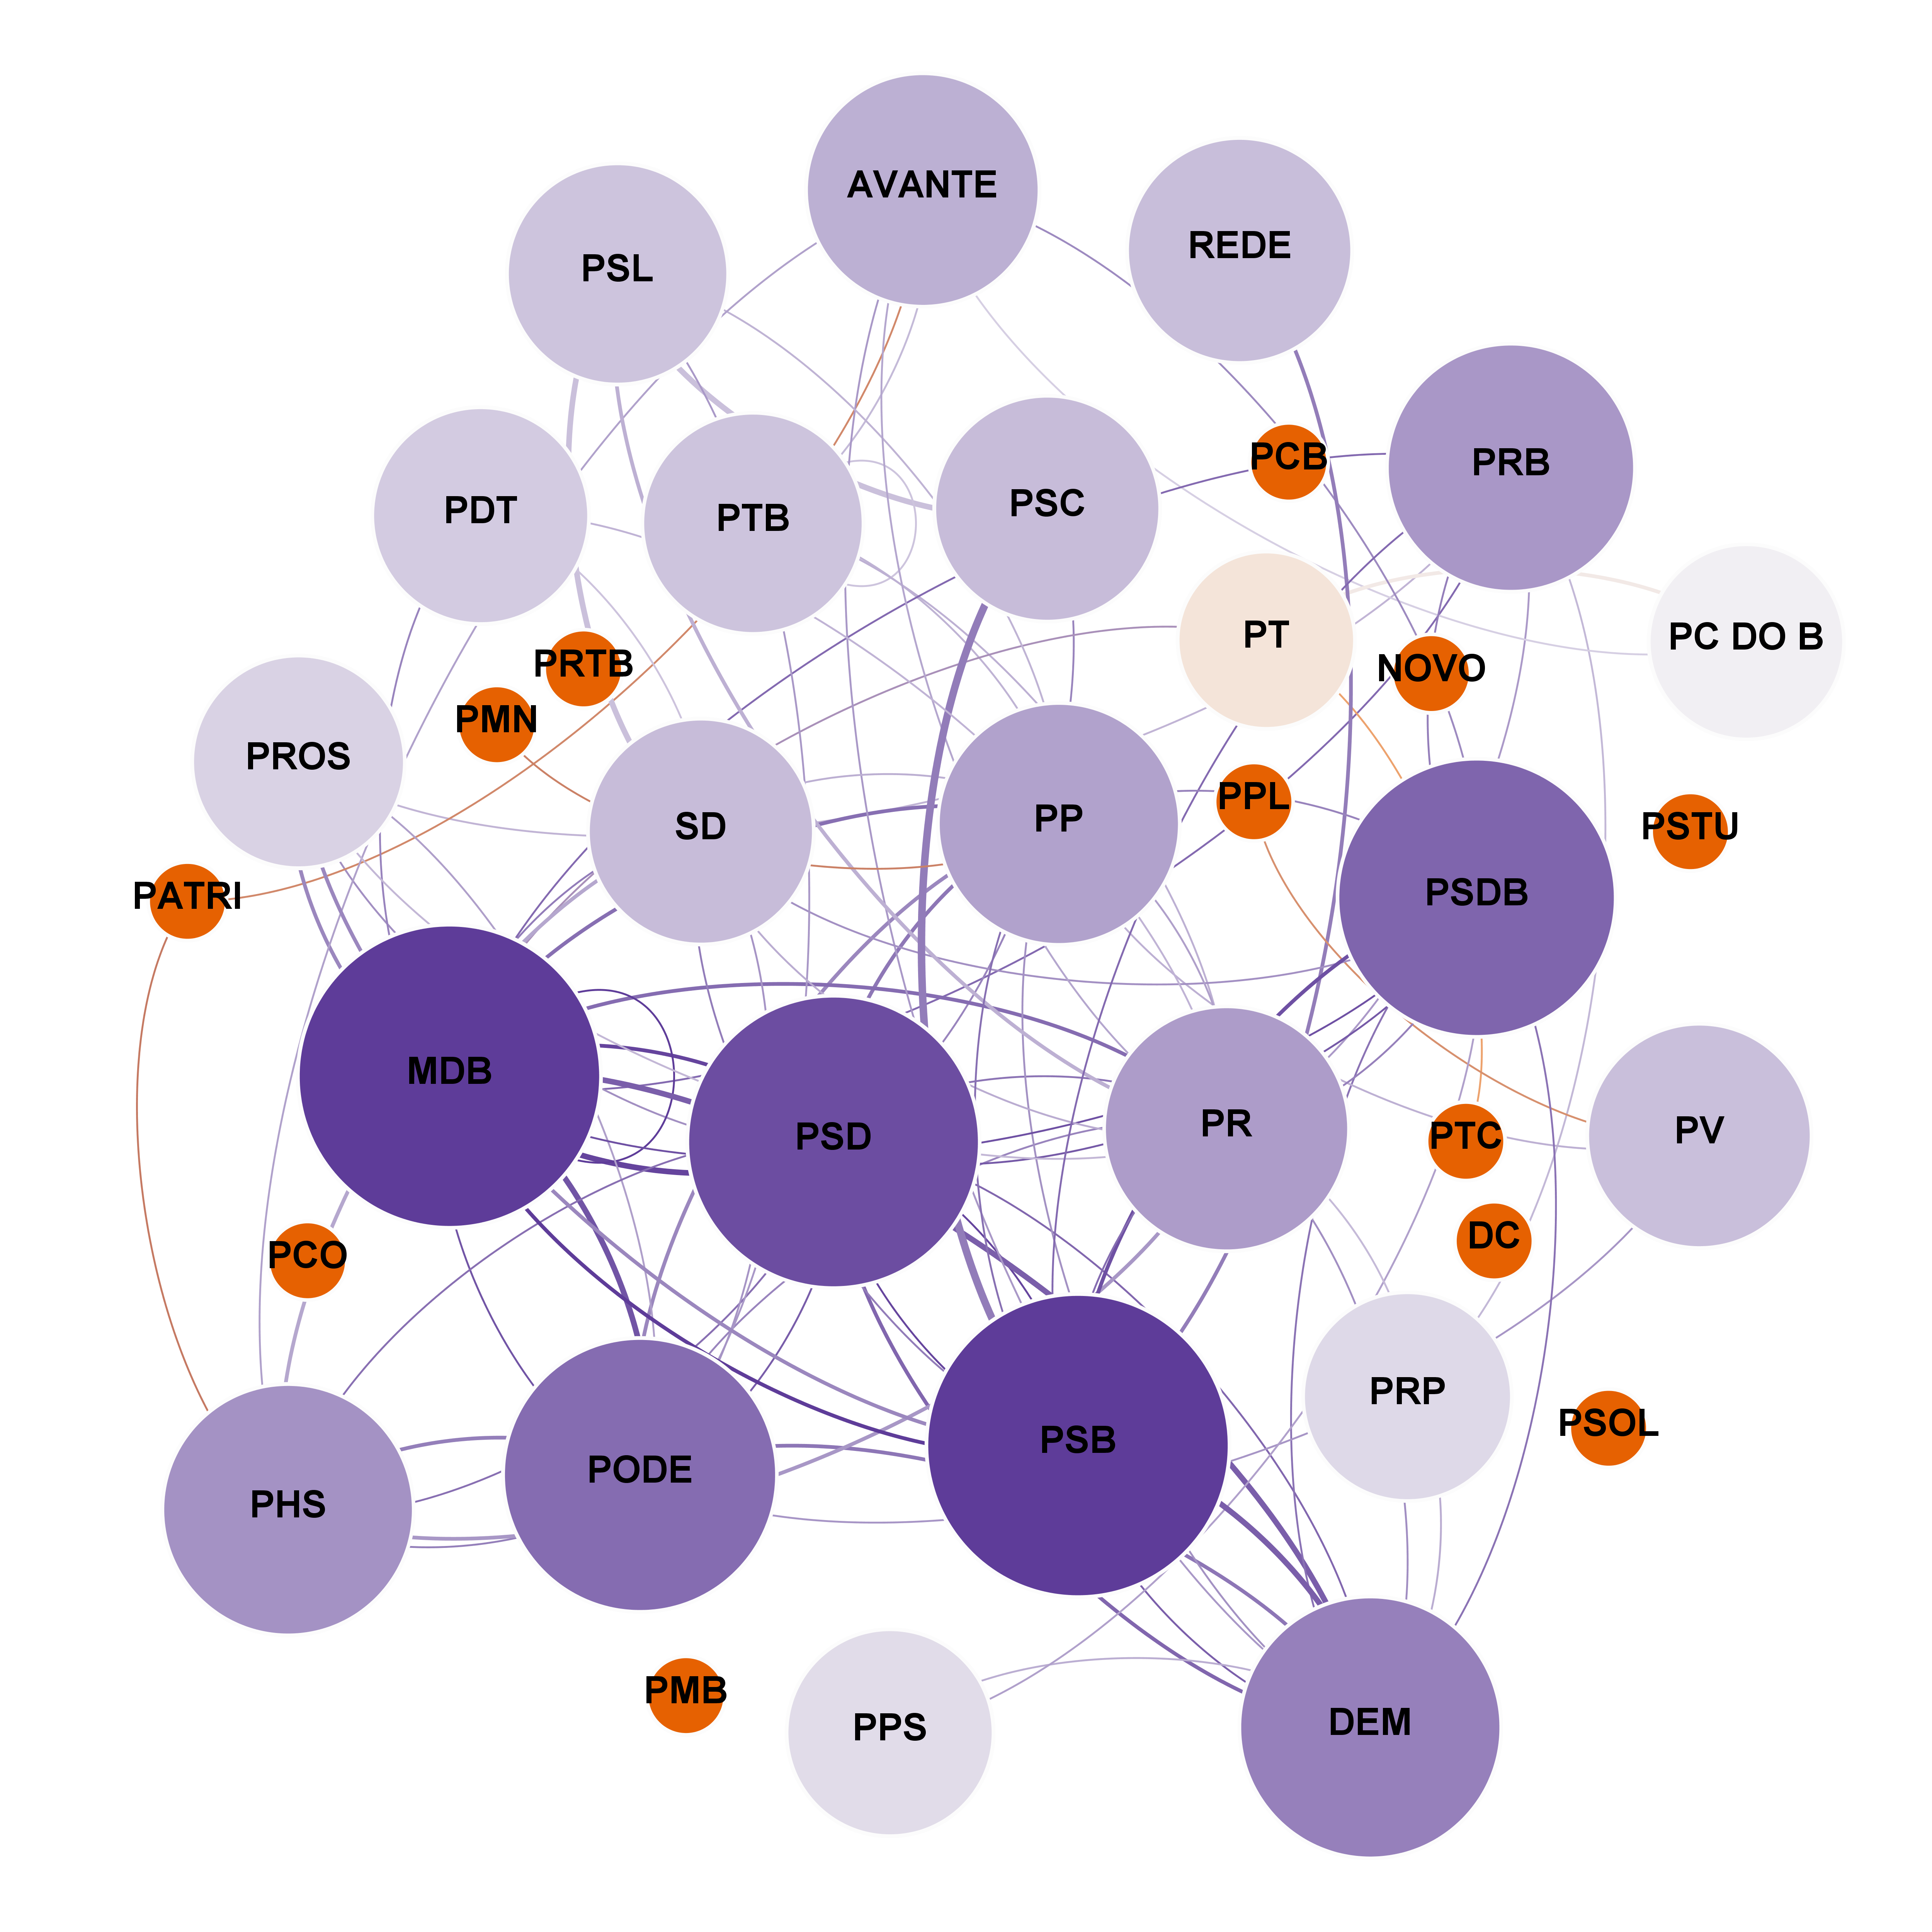 AVANTE
REDE
PSL
PCB
PRB
PSC
PDT
PTB
PT
PC DO B
PRTB
NOVO
PMN
PROS
PPL
PP
SD
PSTU
PSDB
PATRI
MDB
PR
PV
PSD
PTC
DC
PCO
PRP
PSOL
PSB
PODE
PHS
PMB
DEM
PPS